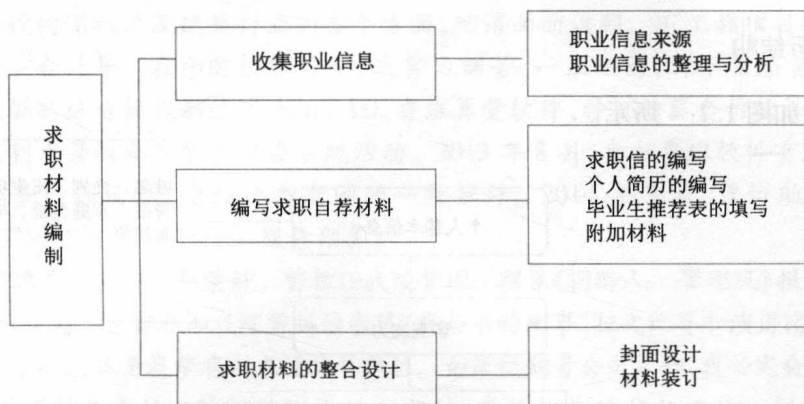 求职材料编制
收集职业信息
职业信息来源
职业信息的整理与分析
编写求职自荐材料
求职信的编写
个人简历的编写
毕业生推荐表的填写
附加材料
求职材料的整合设计
封面设计
材料装订